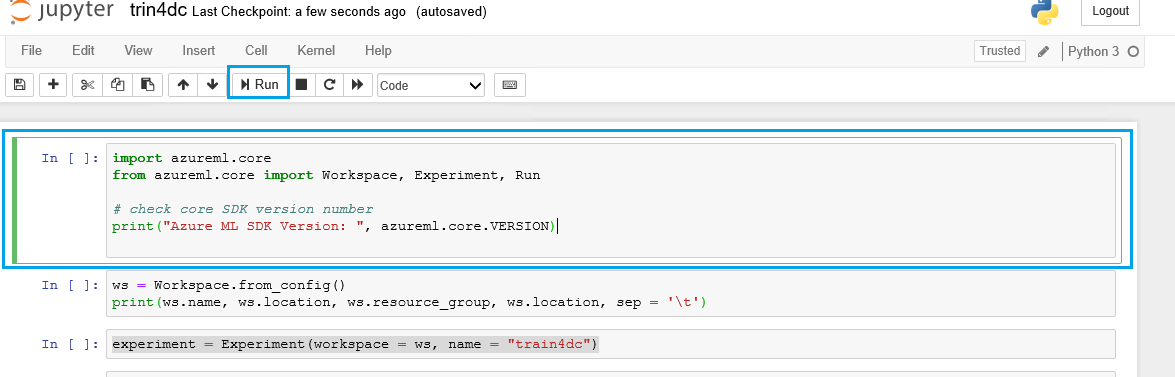 jupyter trin4dc Last Checkpoint: a few seconds ago (autosaved) Logout
File Edit View Insert Cell Kernel Help Trusted Python 3
Run Code
In [ ]: import azureml.core
from azureml.core import Workspace, Experiment, Run
# check core SDK version number
print("Azure ML SDK Version: ", azureml.core.VERSION)
In [ ]: ws = Workspace.from_config()
print(ws.name, ws.location, ws.resource_group, ws.location, sep = '\t')
In [ ]: experiment = Experiment(workspace = ws, name = "train4dc")